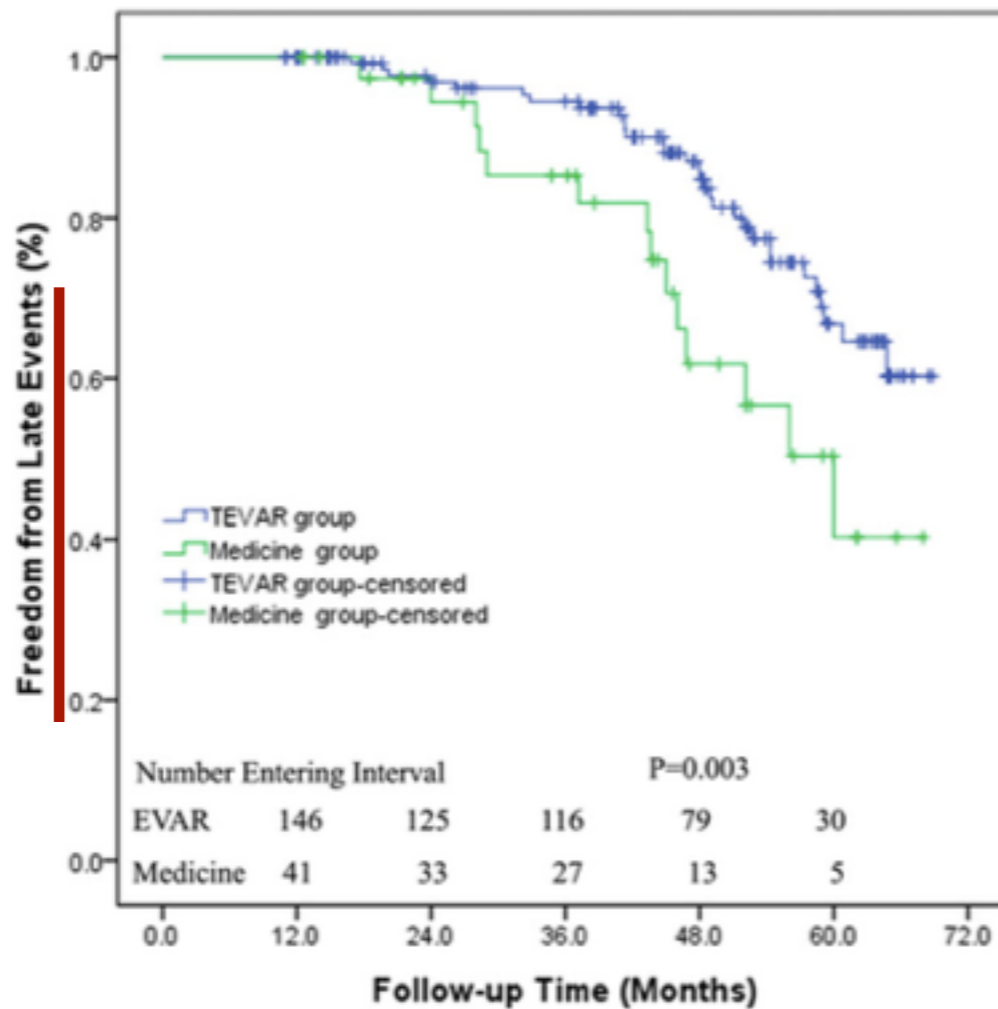 Freedom from Late Events (%)
1.0
0.8
0.6
0.4
0.2
0.0
TEVAR group
Medicine group
TEVAR group-censored
Medicine group-censored
Number Entering Interval P=0.003
EVAR 146 125 116 79 30
Medicine 41 33 27 13 5
0.0 12.0 24.0 36.0 48.0 60.0 72.0
Follow-up Time (Months)